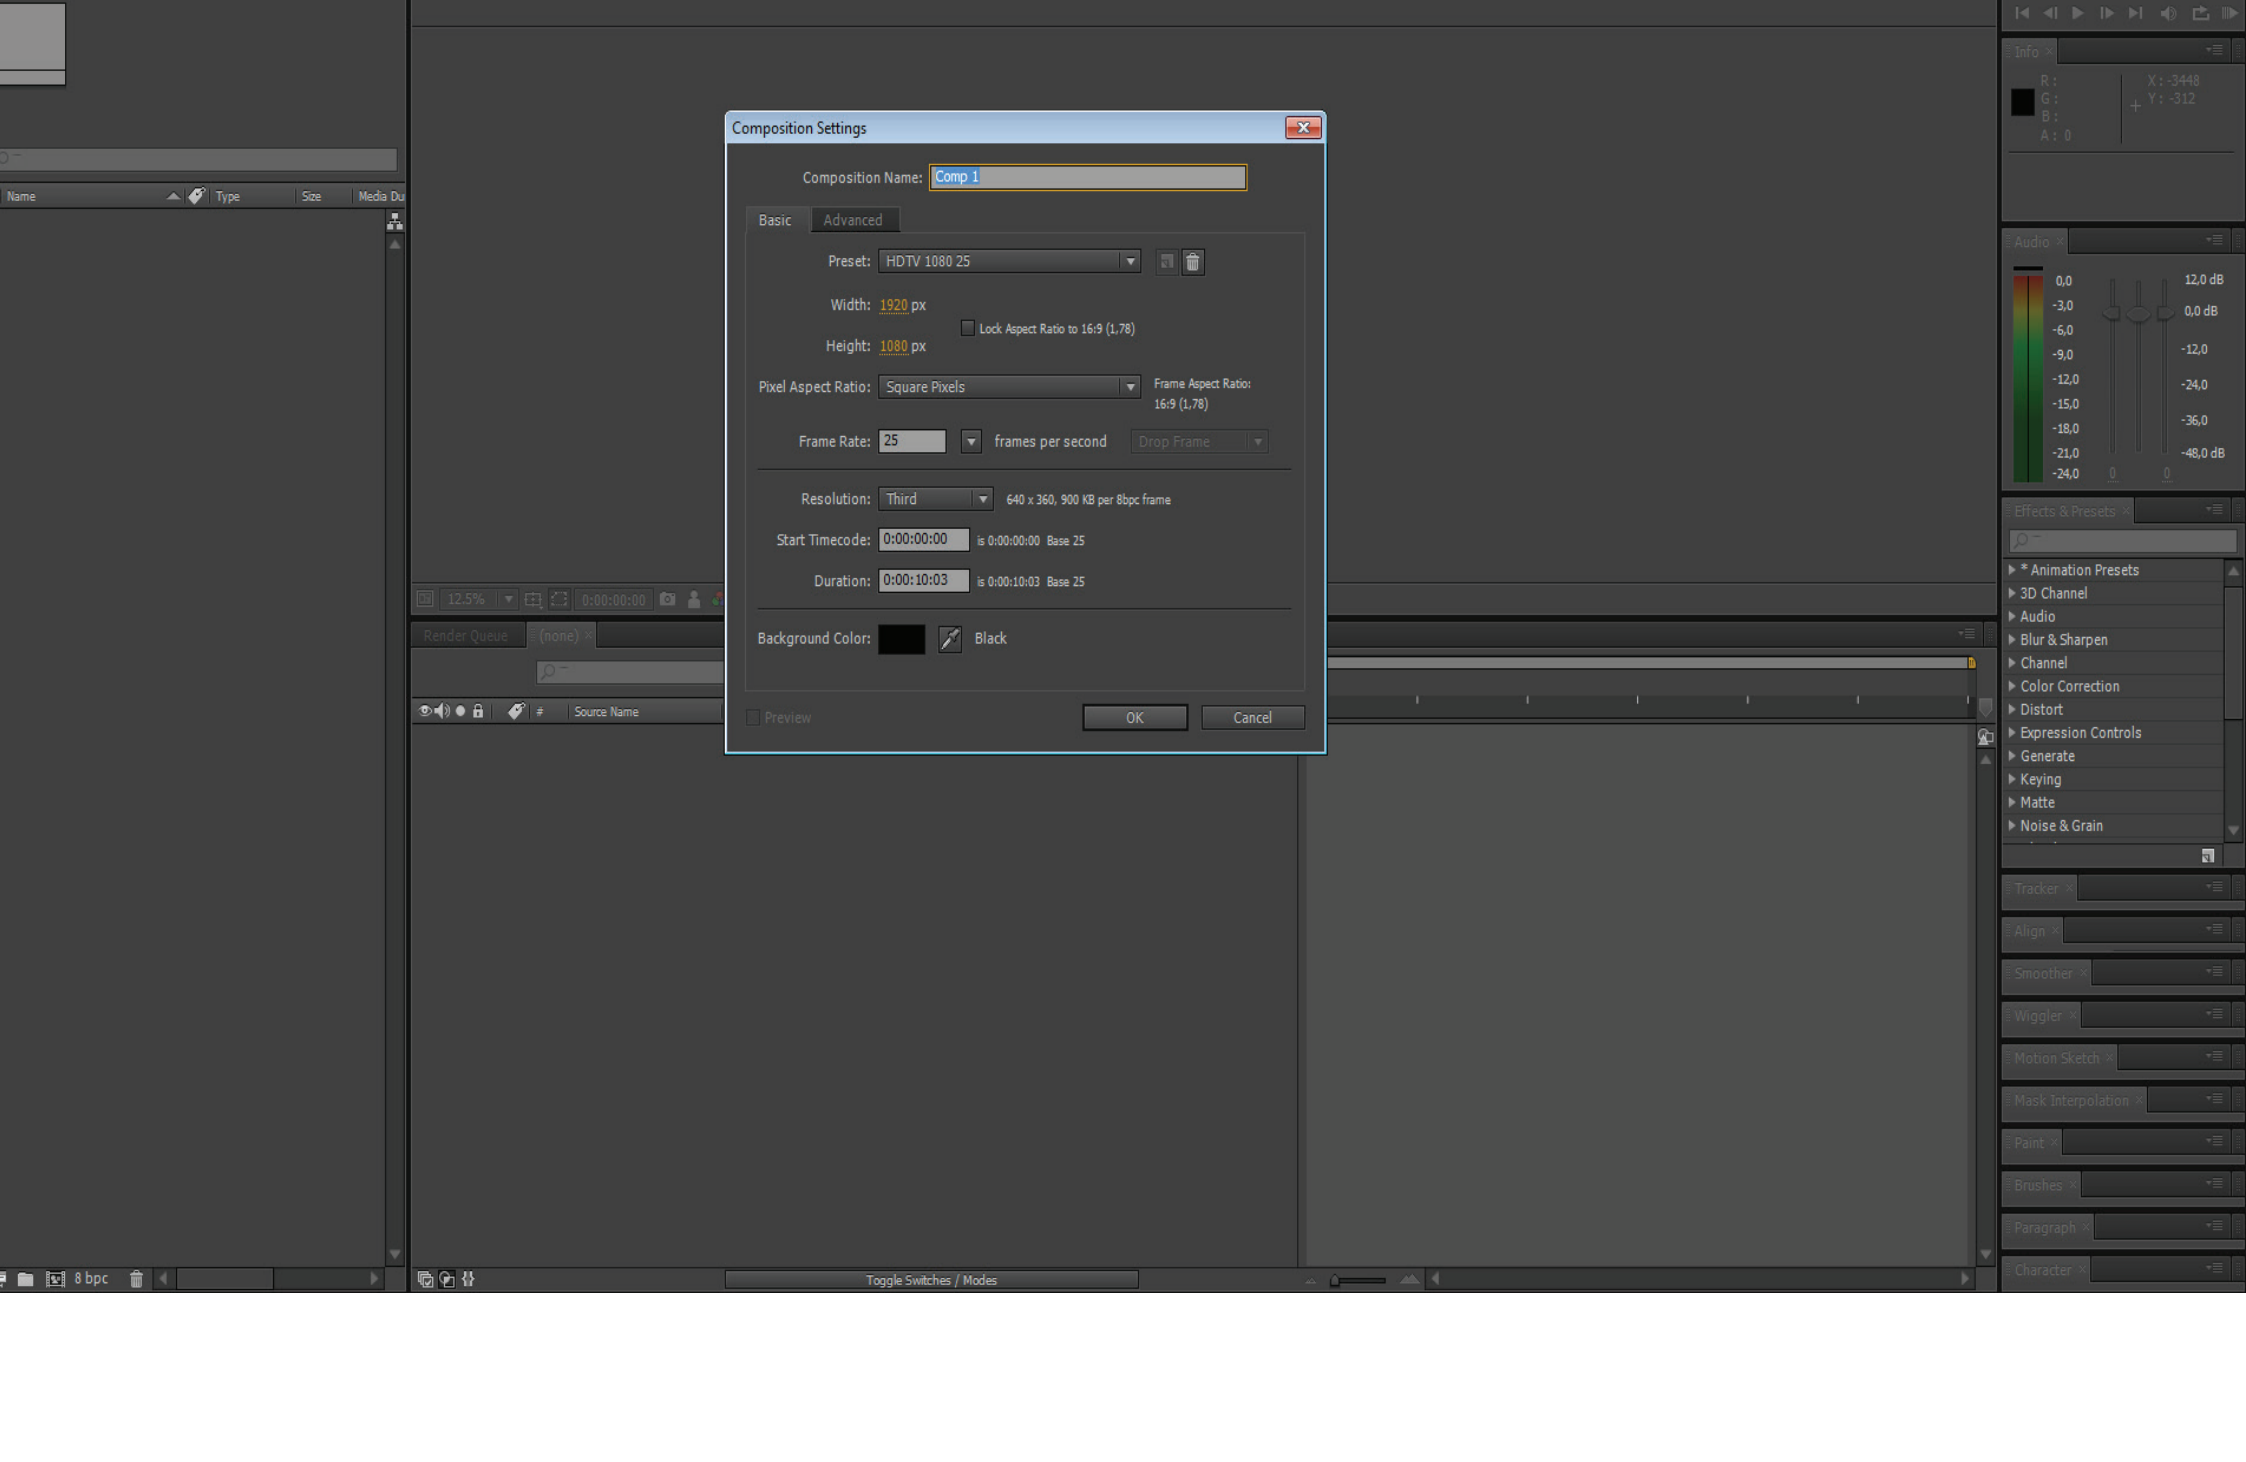 Info
R :
G :
B :
A : 0
X : -3448
Y : -312
Composition Settings
Composition Name: Comp 1
Basic Advanced
Preset: HDTV 1080 25
Width: 1920 px
Lock Aspect Ratio to 16:9 (1,78)
Height: 1080 px
Pixel Aspect Ratio: Square Pixels
Frame Aspect Ratio:
16:9 (1,78)
Frame Rate: 25 frames per second Drop Frame
Resolution: Third 640 x 360, 900 KB per 8bpc frame
Start Timecode: 0:00:00:00 is 0:00:00:00 Base 25
Duration: 0:00:10:03 is 0:00:10:03 Base 25
Background Color: Black
Preview OK Cancel
Name Type Size Media Du
8 bpc
12.5% 0:00:00:00
Render Queue (none)
# Source Name
Toggle Switches / Modes
Audio
0,0
-3,0
-6,0
-9,0
-12,0
-15,0
-18,0
-21,0
-24,0
0 0
12,0 dB
0,0 dB
-12,0
-24,0
-36,0
-48,0 dB
Effects & Presets
* Animation Presets
3D Channel
Audio
Blur & Sharpen
Channel
Color Correction
Distort
Expression Controls
Generate
Keying
Matte
Noise & Grain
Tracker
Align
Smoother
Wiggler
Motion Sketch
Mask Interpolation
Paint
Brushes
Paragraph
Character